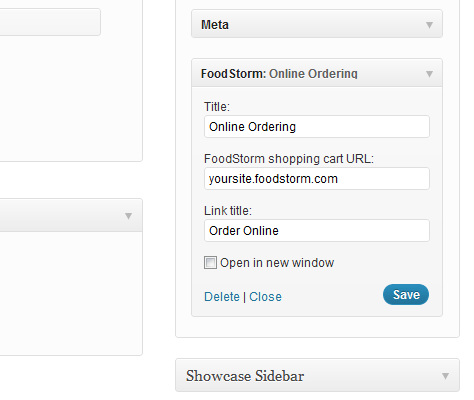 Meta
FoodStorm: Online Ordering
Title:
Online Ordering
FoodStorm shopping cart URL:
yoursite.foodstorm.com
Link title:
Order Online
Open in new window
Delete | Close
Save
Showcase Sidebar